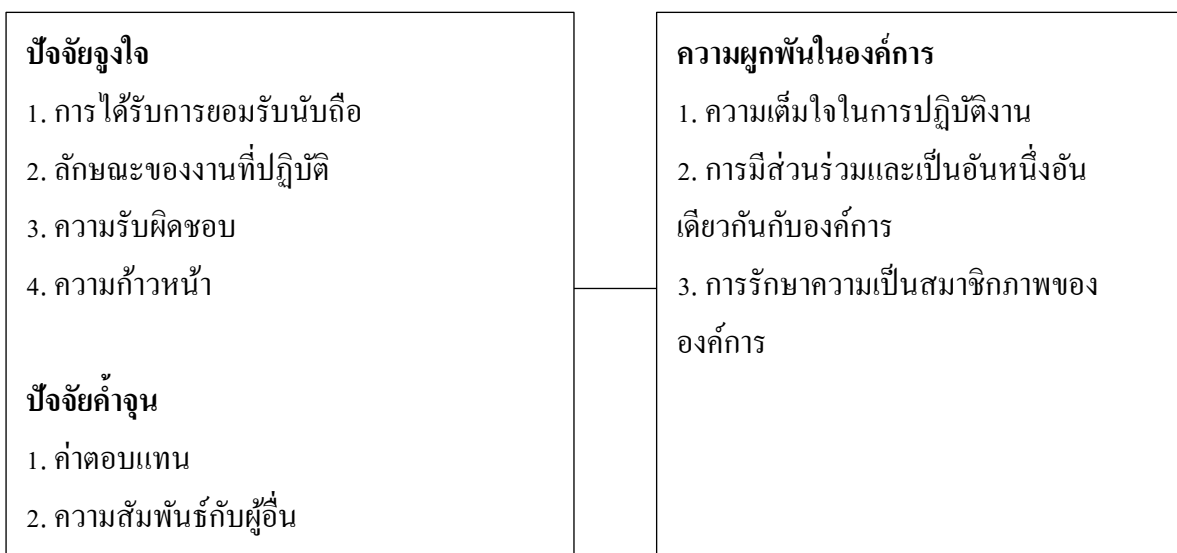 ปัจจัยจูงใจ
1. การได้รับการยอมรับนับถือ
2. ลักษณะของงานที่ปฏิบัติ
3. ความรับผิดชอบ
4. ความก้าวหน้า
ปัจจัยค้ำจุน
1. ค่าตอบแทน
2. ความสัมพันธ์กับผู้อื่น
ความผูกพันในองค์การ
1. ความเต็มใจในการปฏิบัติงาน
2. การมีส่วนร่วมและเป็นอันหนึ่งอัน
เดียวกันกับองค์การ
3. การรักษาความเป็นสมาชิกภาพของ
องค์การ